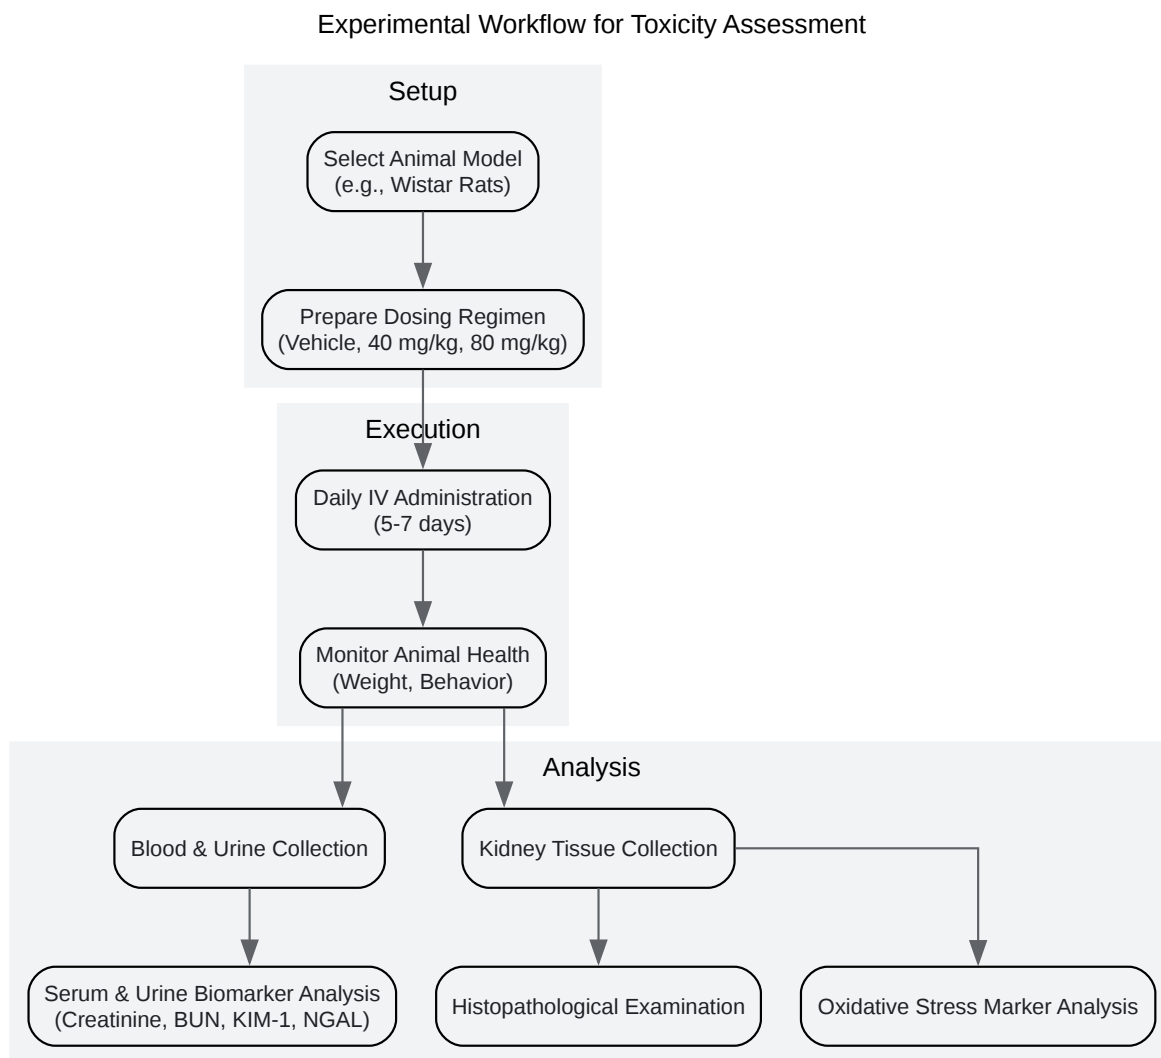 Experimental Workflow for Toxicity Assessment
Setup
Select Animal Model
(e.g., Wistar Rats)
Prepare Dosing Regimen
(Vehicle, 40 mg/kg, 80 mg/kg)
Execution
Daily IV Administration
(5-7 days)
Monitor Animal Health
(Weight, Behavior)
Analysis
Blood & Urine Collection
Kidney Tissue Collection
Serum & Urine Biomarker Analysis
(Creatinine, BUN, KIM-1, NGAL)
Histopathological Examination
Oxidative Stress Marker Analysis